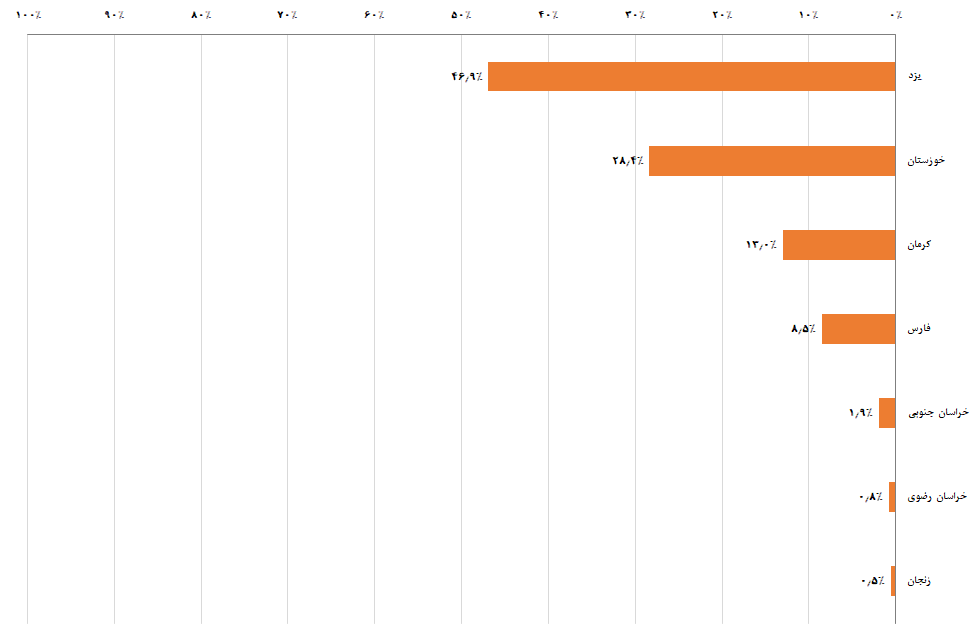 ۰٪ ۱۰٪ ۲۰٪ ۳۰٪ ۴۰٪ ۵۰٪ ۶۰٪ ۷۰٪ ۸۰٪ ۹۰٪ ۱۰۰٪
یزد ۴۶٫۹٪
خوزستان ۲۸٫۴٪
کرمان ۱۳٫۰٪
فارس ۸٫۵٪
خراسان جنوبی ۱٫۹٪
خراسان رضوی ۰٫۸٪
زنجان ۰٫۵٪